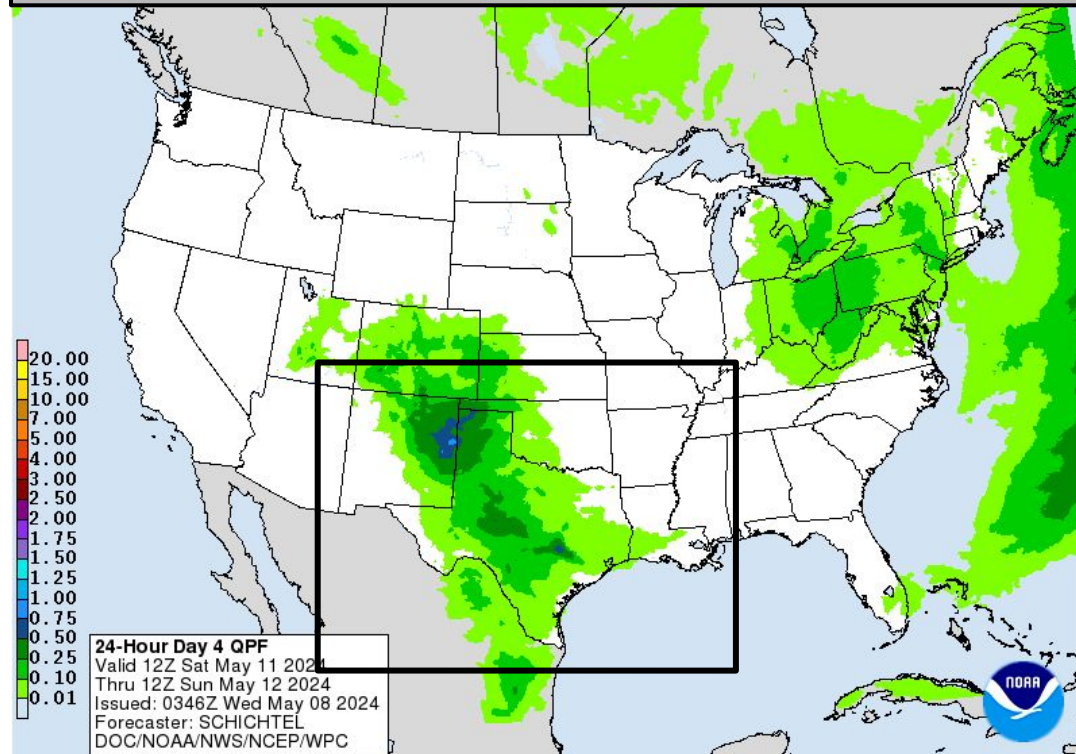 20.00
15.00
10.00
7.00
5.00
4.00
3.00
2.50
2.00
1.75
1.50
1.25
1.00
0.75
0.50
0.25
0.10
0.01
24-Hour Day 4 QPF
Valid 12Z Sat May 11 2024
Thru 12Z Sun May 12 2024
Issued: 0346Z Wed May 08 2024
Forecaster: SCHICHTEL
DOC/NOAA/NWS/NCEP/WPC
NOAA